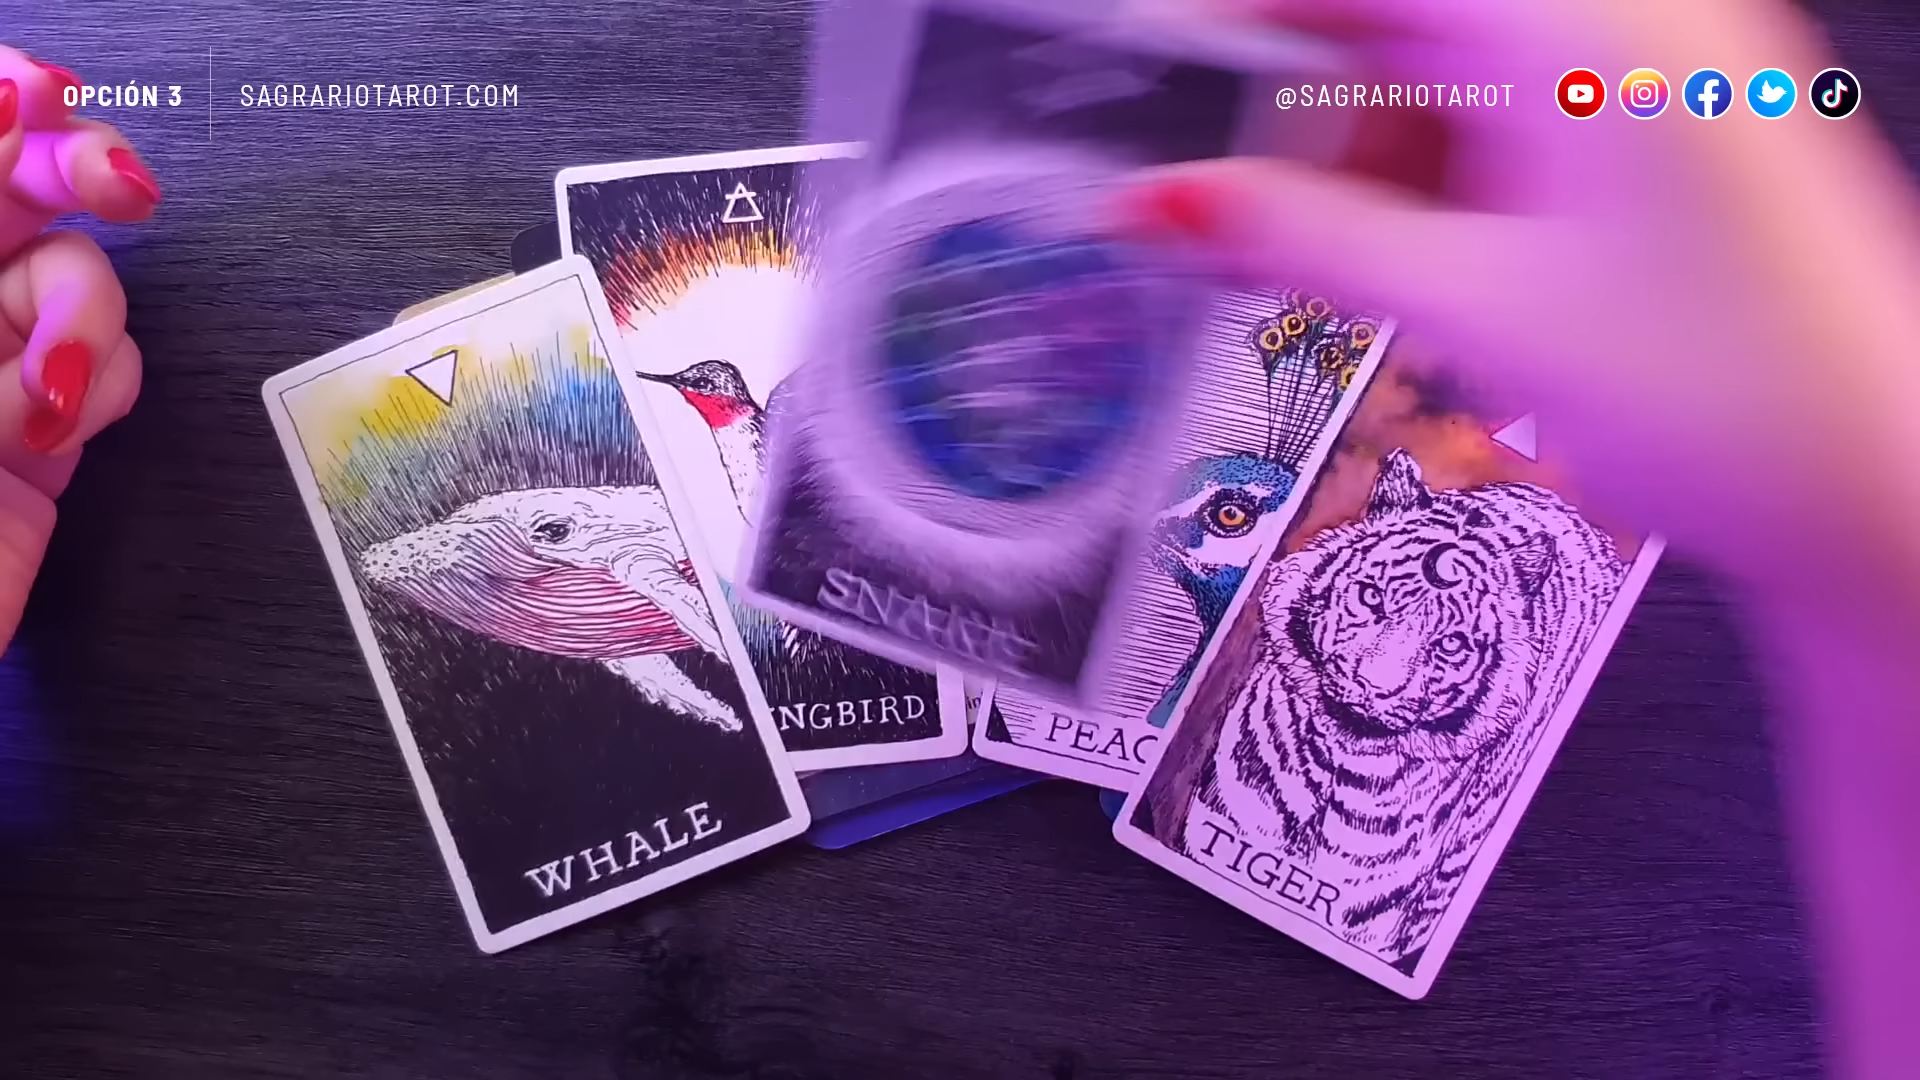 OPCIÓN 3
SAGRARIOTAROT.COM
@SAGRARIOTAROT
WHALE
NGBIRD
PEAC
TIGER